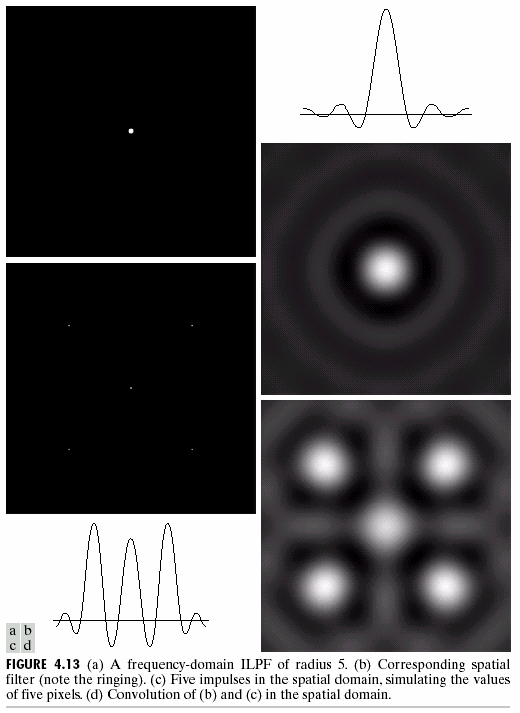 a b
c d
FIGURE 4.13 (a) A frequency-domain ILPF of radius 5. (b) Corresponding spatial
filter (note the ringing). (c) Five impulses in the spatial domain, simulating the values
of five pixels. (d) Convolution of (b) and (c) in the spatial domain.